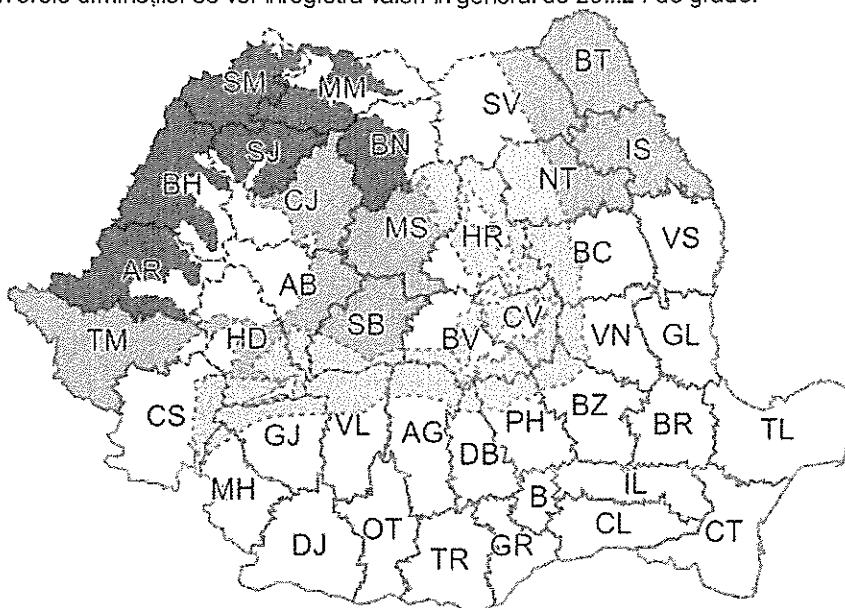 se vor înregistra valori în general de de grade.
BT
SM MM
SV
SJ BN IS
BH CJ NT
MS HR BC VS
AR AB
TM HD SB BV CV VN GL
CS GJ VL AG PH BZ BR TL
DB
MH B IL
DJ OT TR GR CL CT